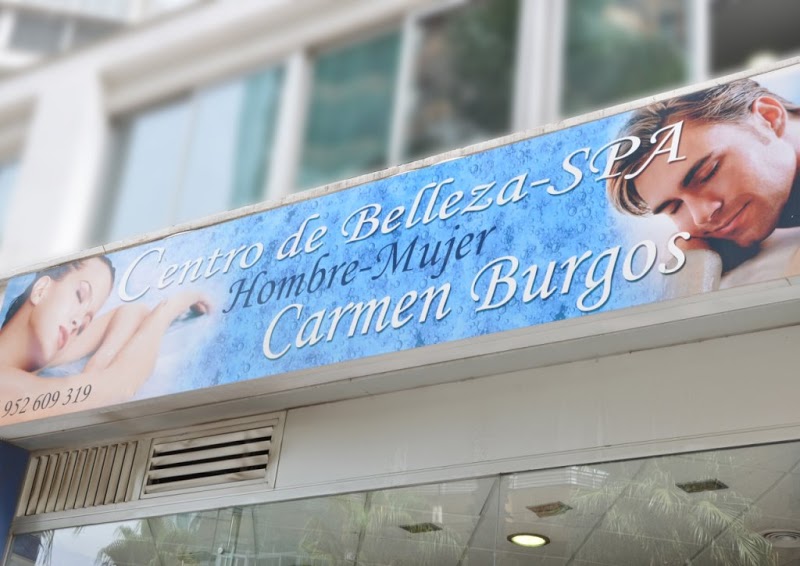 Centro de Belleza-SPA
Hombre-Mujer
Carmen Burgos
952 609 319